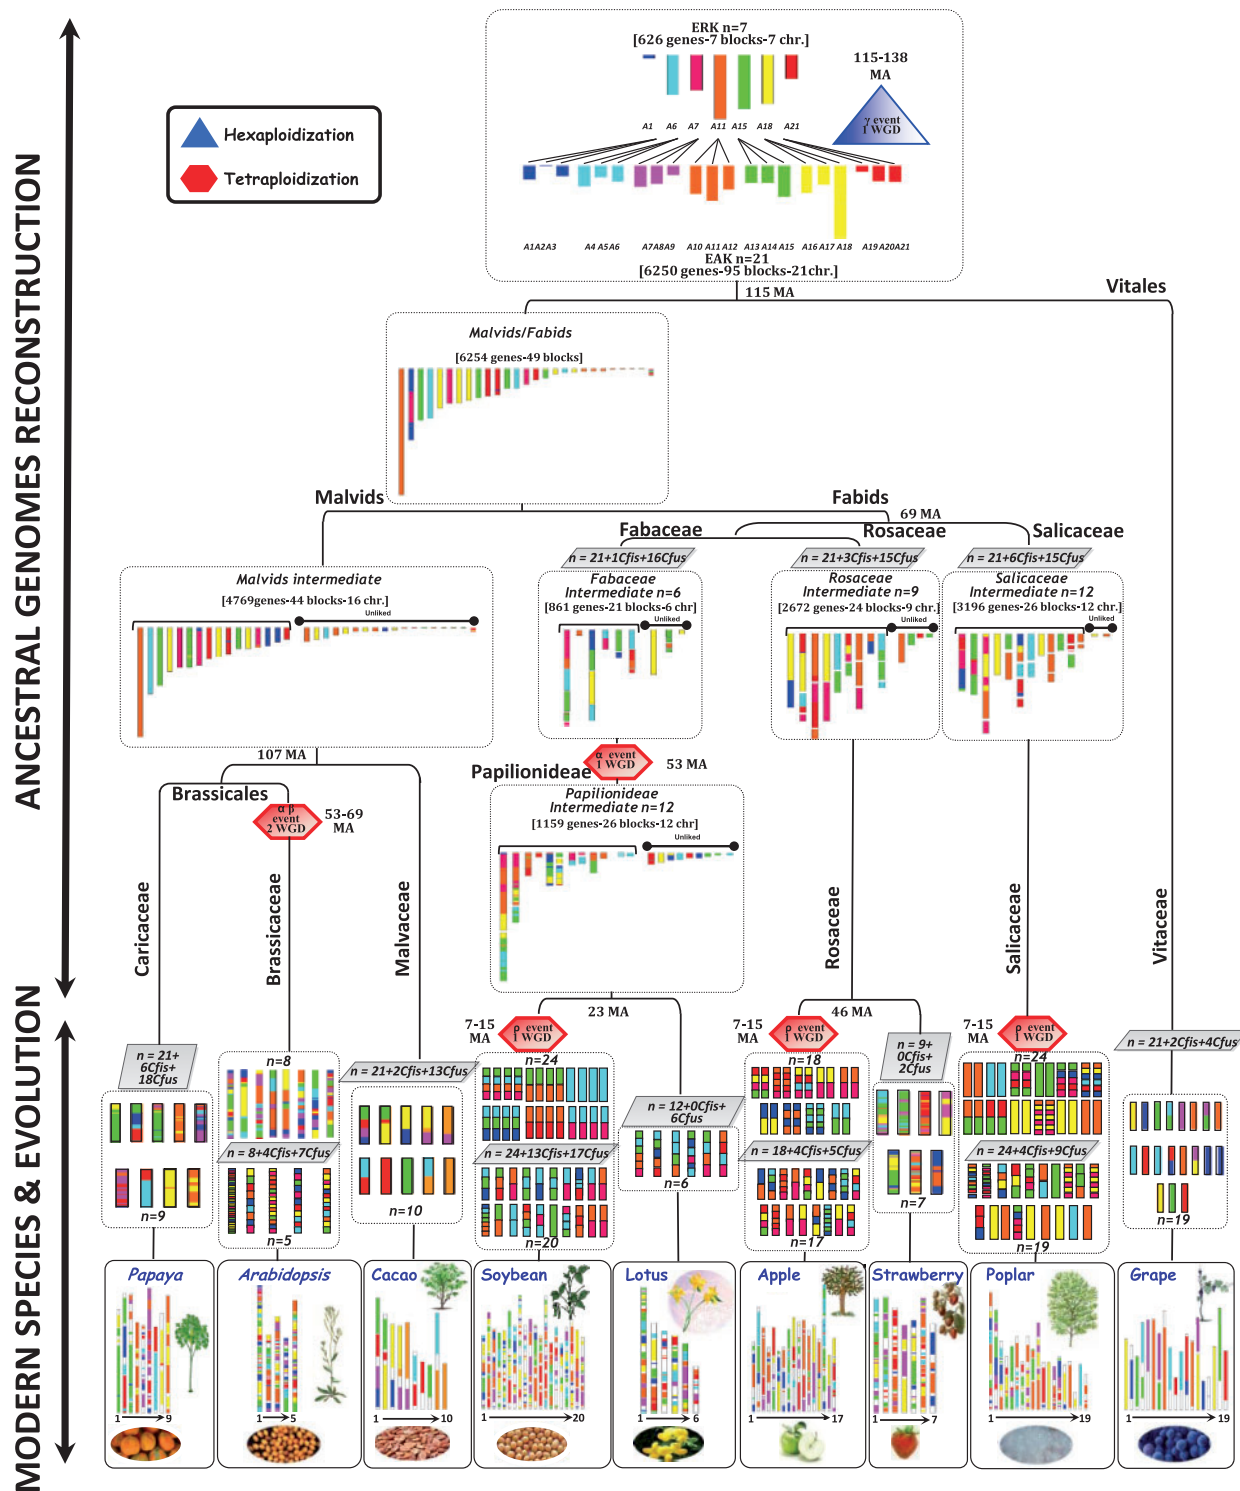 ANCESTRAL GENOMES RECONSTRUCTION
MODERN SPECIES & EVOLUTION
Hexaploidization
Tetraploidization
ERK n=7
[626 genes-7 blocks-7 chr.]
115-138
MA
γ event
1 WGD
A1 A6 A7 A11 A15 A18 A21
A1A2A3 A4 A5A6 A7A8A9 A10 A11 A12 A13 A14 A15 A16 A17 A18 A19 A20A21
EAK n=21
[6250 genes-95 blocks-21chr.]
115 MA
Vitales
Malvids/Fabids
[6254 genes-49 blocks]
Malvids
Fabids
69 MA
Fabaceae
Rosaceae
Salicaceae
n = 21+1Cfis+16Cfus
n = 21+3Cfis+15Cfus
n = 21+6Cfis+15Cfus
Malvids intermediate
[4769genes-44 blocks-16 chr.]
Unliked
Fabaceae
Intermediate n=6
[861 genes-21 blocks-6 chr]
Unliked
Rosaceae
Intermediate n=9
[2672 genes-24 blocks-9 chr.]
Unliked
Salicaceae
Intermediate n=12
[3196 genes-26 blocks-12 chr.]
Unliked
107 MA
Brassicales
α β
event
2 WGD
53-69
MA
α event
1 WGD
53 MA
Papilionideae
Papilionideae
Intermediate n=12
[1159 genes-26 blocks-12 chr]
Unliked
Caricaceae
Brassicaceae
Malvaceae
Rosaceae
Salicaceae
Vitaceae
23 MA
46 MA
7-15
MA
ρ event
1 WGD
7-15
MA
ρ event
1 WGD
7-15
MA
ρ event
1 WGD
n = 21+
6Cfis+
18Cfus
n=9
n=8
n = 8+4Cfis+7Cfus
n=5
n = 21+2Cfis+13Cfus
n=10
n=24
n = 24+13Cfis+17Cfus
n=20
n = 12+0Cfis+
6Cfus
n=6
n=18
n = 18+4Cfis+5Cfus
n=17
n = 9+
0Cfis+
2Cfus
n=7
n=24
n = 24+4Cfis+9Cfus
n=19
n = 21+2Cfis+4Cfus
n=19
Papaya
1 9
Arabidopsis
1 5
Cacao
1 10
Soybean
1 20
Lotus
1 6
Apple
1 17
Strawberry
1 7
Poplar
1 19
Grape
1 19